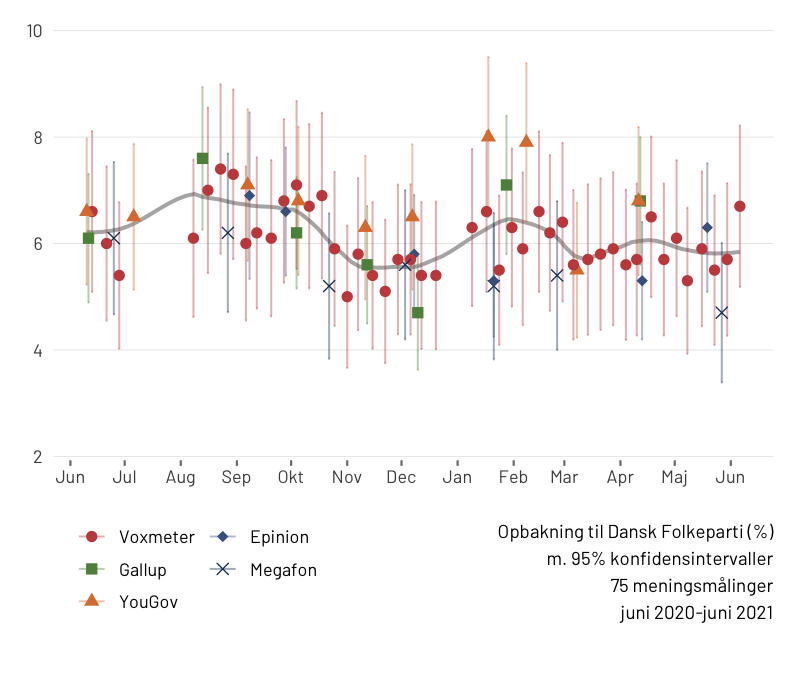 10
8
6
4
2
Jun Jul Aug Sep Okt Nov Dec Jan Feb Mar Apr Maj Jun
Voxmeter Epinion
Gallup Megafon
YouGov
Opbakning til Dansk Folkeparti (%)
m. 95% konfidensintervaller
75 meningsmålinger
juni 2020-juni 2021